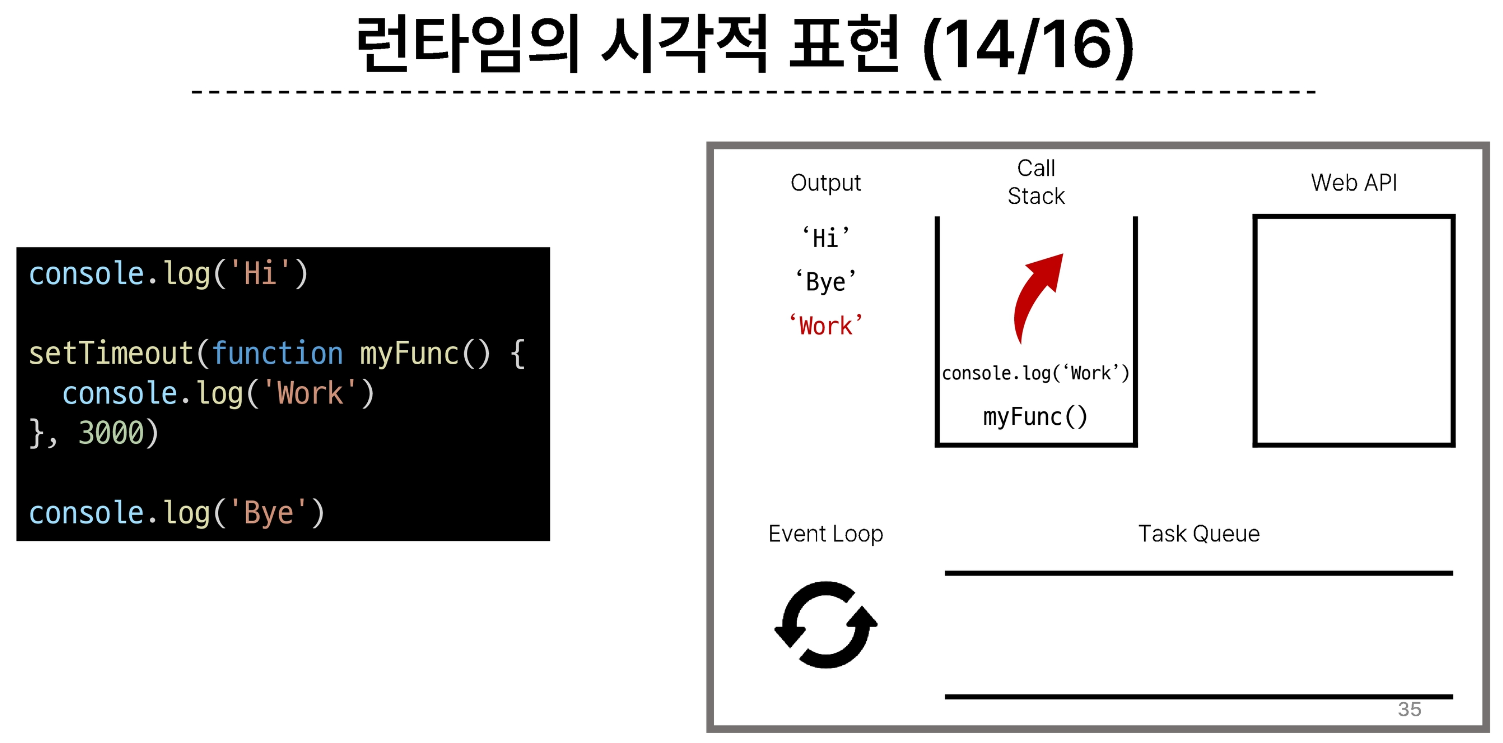 런타임의 시각적 표현 (14/16)
console.log('Hi')
setTimeout(function myFunc() {
  console.log('Work')
}, 3000)
console.log('Bye')
Output
‘Hi’
‘Bye’
‘Work’
Call
Stack
console.log(‘Work’)
myFunc()
Web API
Event Loop
Task Queue
35